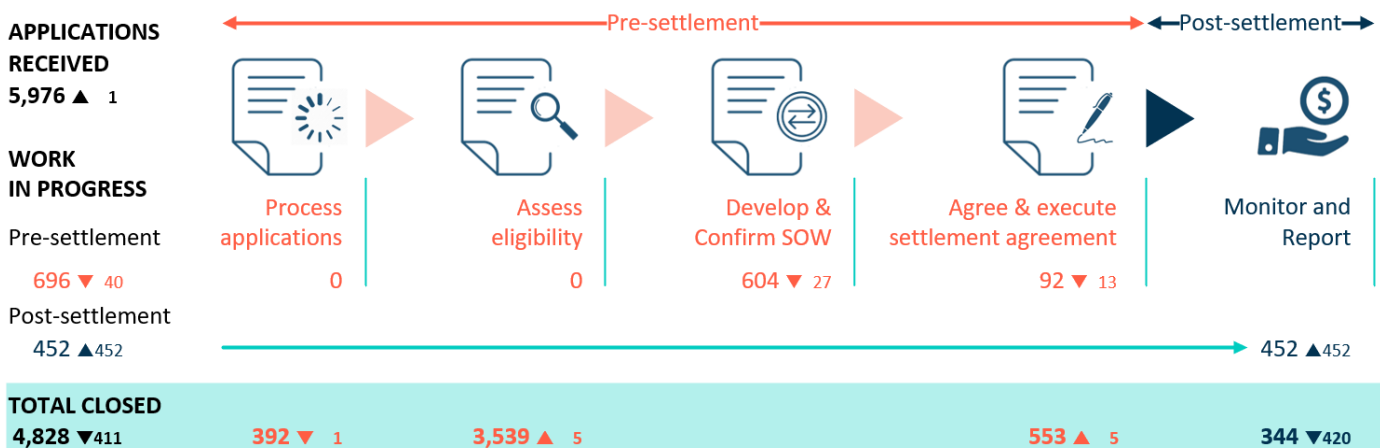 Pre-settlement
Post-settlement
APPLICATIONS
RECEIVED
5,976 ▲ 1
WORK
IN PROGRESS
Pre-settlement
696 ▼ 40
Process
applications
0
Assess
eligibility
0
Develop &
Confirm SOW
604 ▼ 27
Agree & execute
settlement agreement
92 ▼ 13
Monitor and
Report
$
Post-settlement
452 ▲452
452 ▲452
TOTAL CLOSED
4,828 ▼411
392 ▼ 1
3,539 ▲ 5
553 ▲ 5
344 ▼420